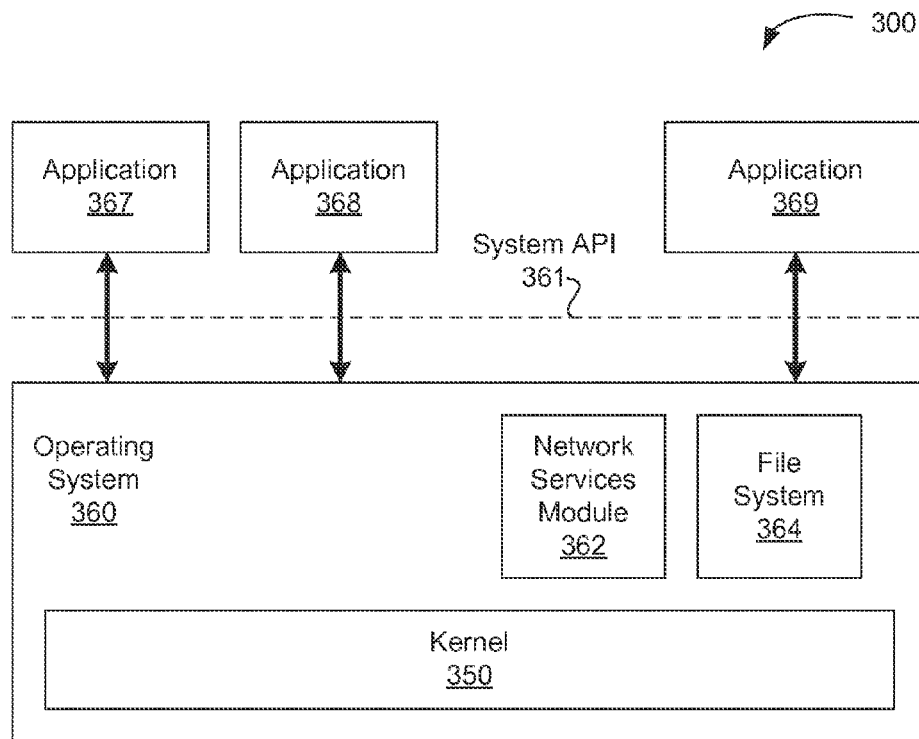 300
Application
367
Application
368
Application
369
System API
361
Operating
System
360
Network
Services
Module
362
File
System
364
Kernel
350